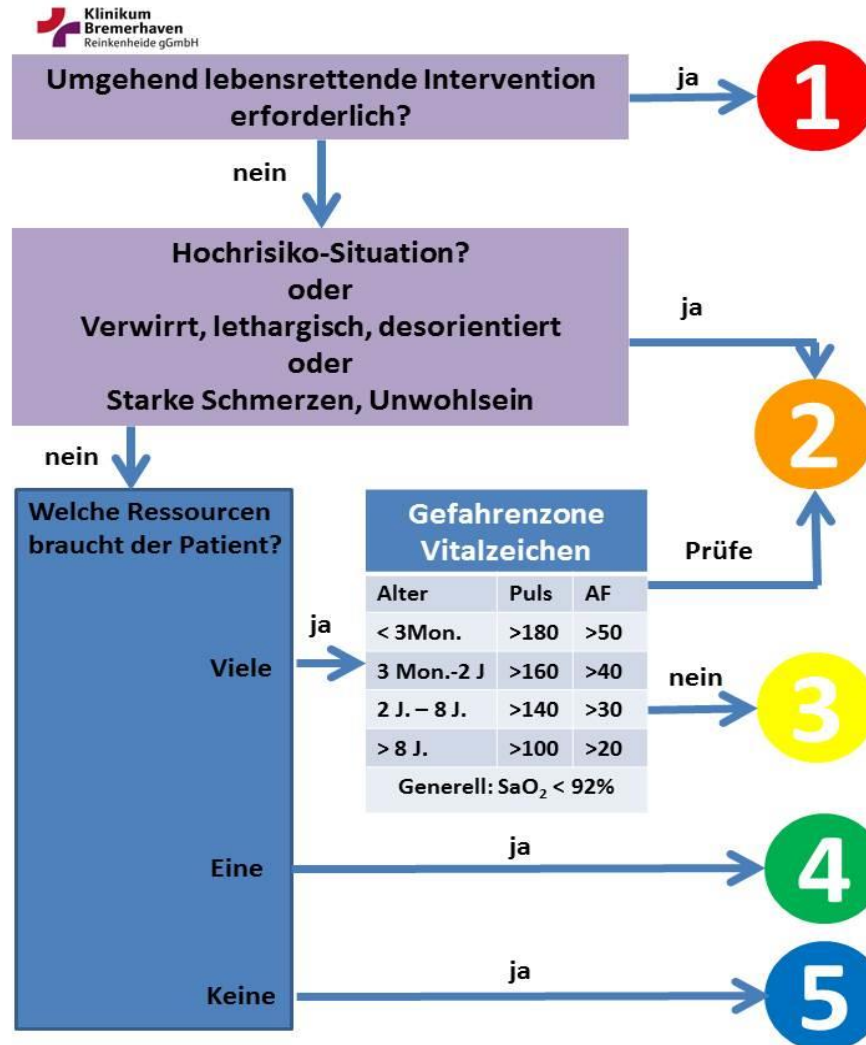 Klinikum
Bremerhaven
Reinkenheide gGmbH
Umgehend lebensrettende Intervention
erforderlich?
ja
1
nein
Hochrisiko-Situation?
oder
Verwirrt, lethargisch, desorientiert
oder
Starke Schmerzen, Unwohlsein
ja
2
nein
Welche Ressourcen
braucht der Patient?
Viele
ja
Gefahrenzone
Vitalzeichen
Alter Puls AF
< 3Mon. >180 >50
3 Mon.-2 J >160 >40
2 J. – 8 J. >140 >30
> 8 J. >100 >20
Generell: SaO₂ < 92%
Prüfe
nein
3
Eine
ja
4
Keine
ja
5